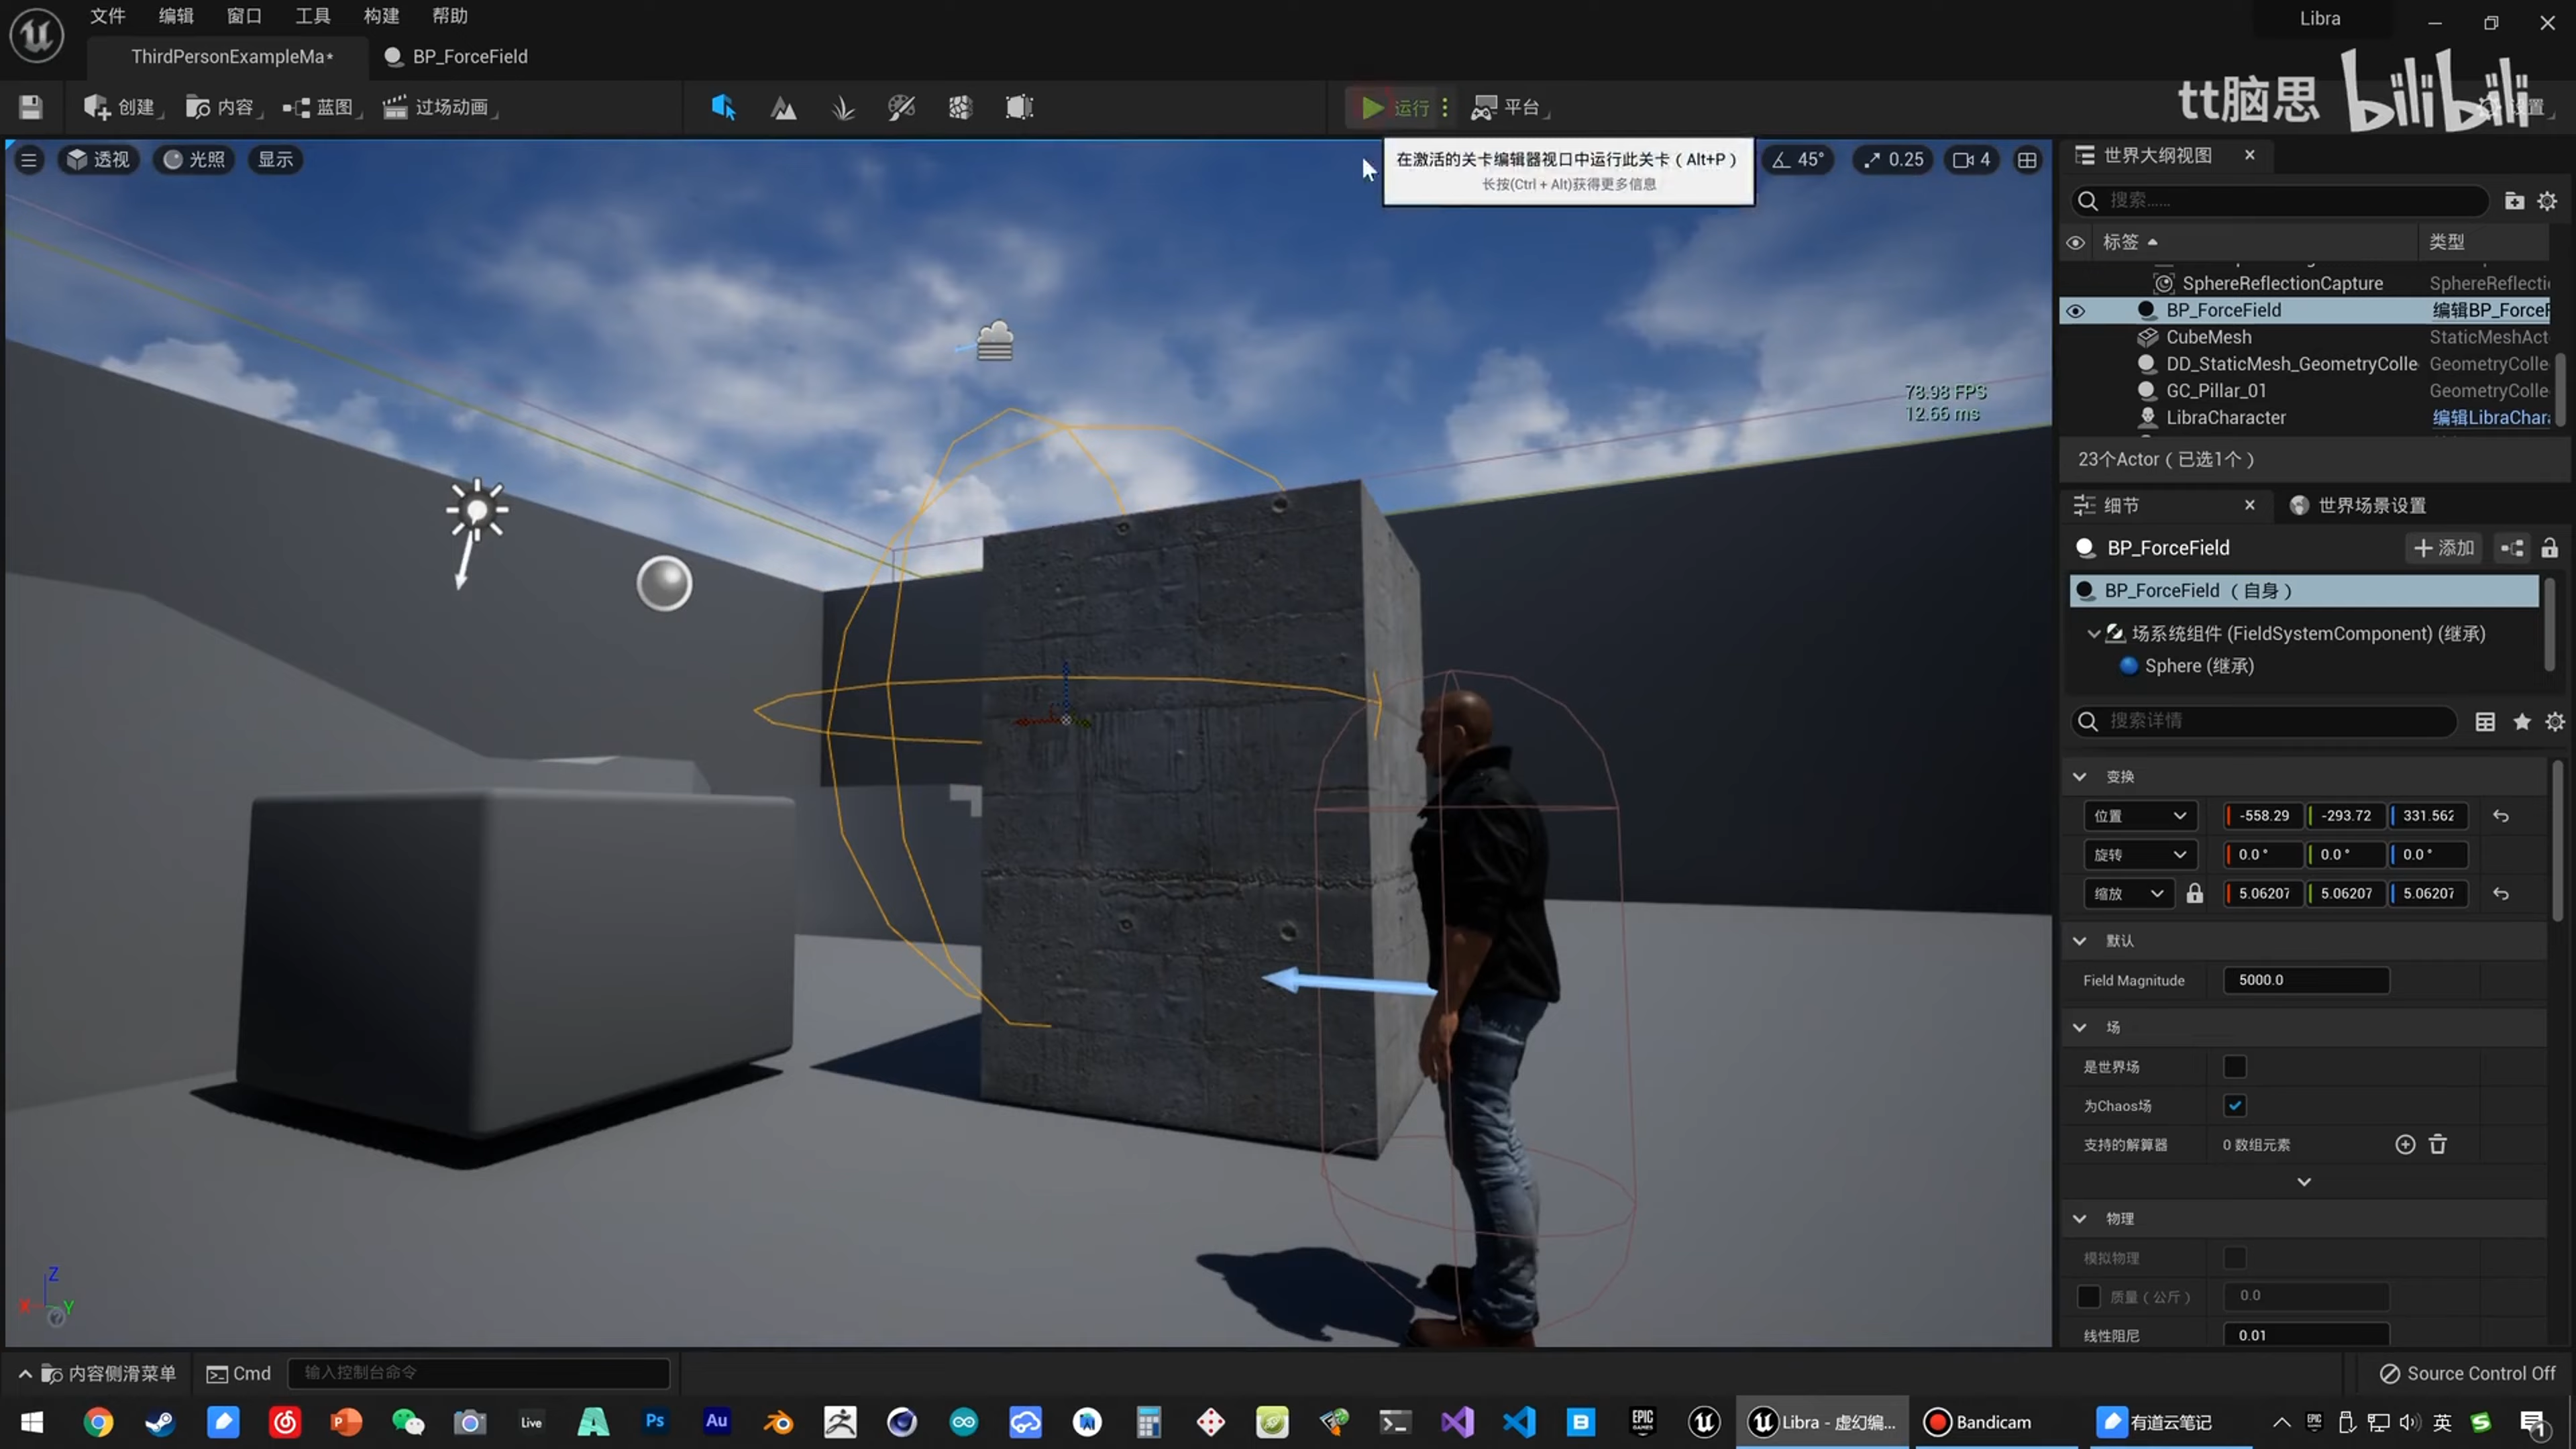 文件 编辑 窗口 工具 构建 帮助 Libra
ThirdPersonExampleMa* BP_ForceField
创建 内容 蓝图 过场动画 运行 平台
tt脑思 bilibili
透视 光照 显示 45° 0.25 4
在激活的关卡编辑器视口中运行此关卡（Alt+P）
长按(Ctrl + Alt)获得更多信息
78.98 FPS
12.66 ms
世界大纲视图
搜索......
标签 类型
SphereReflectionCapture SphereReflecti
BP_ForceField 编辑BP_ForceF
CubeMesh StaticMeshAct
DD_StaticMesh_GeometryColle GeometryColle
GC_Pillar_01 GeometryColle
LibraCharacter 编辑LibraChar
23个Actor（已选1个）
细节 世界场景设置
BP_ForceField 添加
BP_ForceField （自身）
场系统组件 (FieldSystemComponent) (继承)
Sphere (继承)
搜索详情
变换
位置 -558.29 -293.72 331.562
旋转 0.0 ° 0.0 ° 0.0 °
缩放 5.06207 5.06207 5.06207
默认
Field Magnitude 5000.0
场
是世界场
为Chaos场
支持的解算器 0 数组元素
物理
模拟物理
质量（公斤） 0.0
线性阻尼 0.01
Z
X Y
内容侧滑菜单 Cmd 输入控制台命令 Source Control Off
Live Ps Au EPIC GAMES Libra - 虚幻编... Bandicam 有道云笔记 英 1